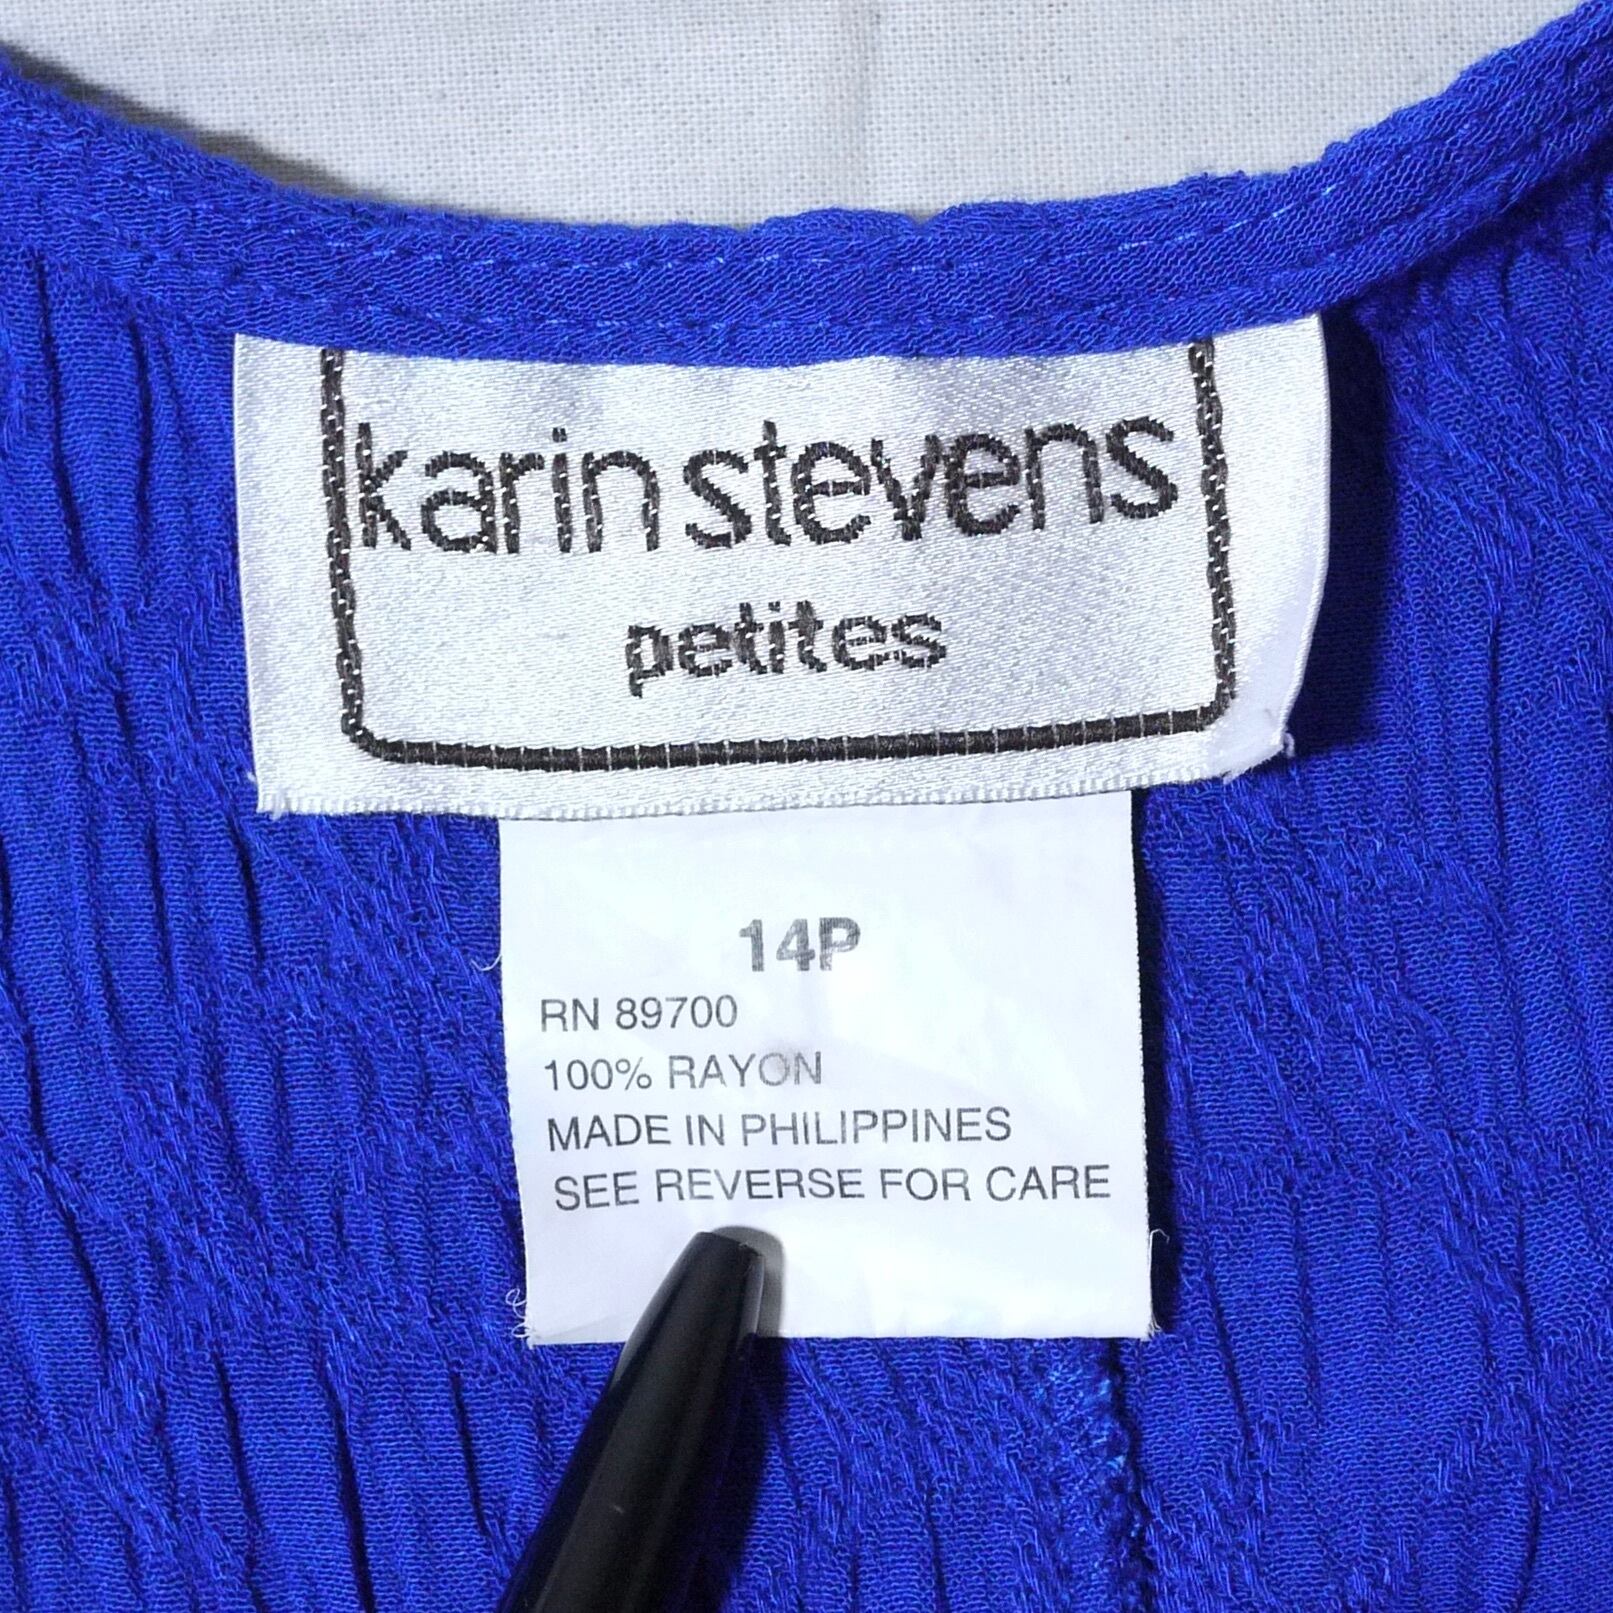 karin stevens
petites
14P
RN 89700
100% RAYON
MADE IN PHILIPPINES
SEE REVERSE FOR CARE